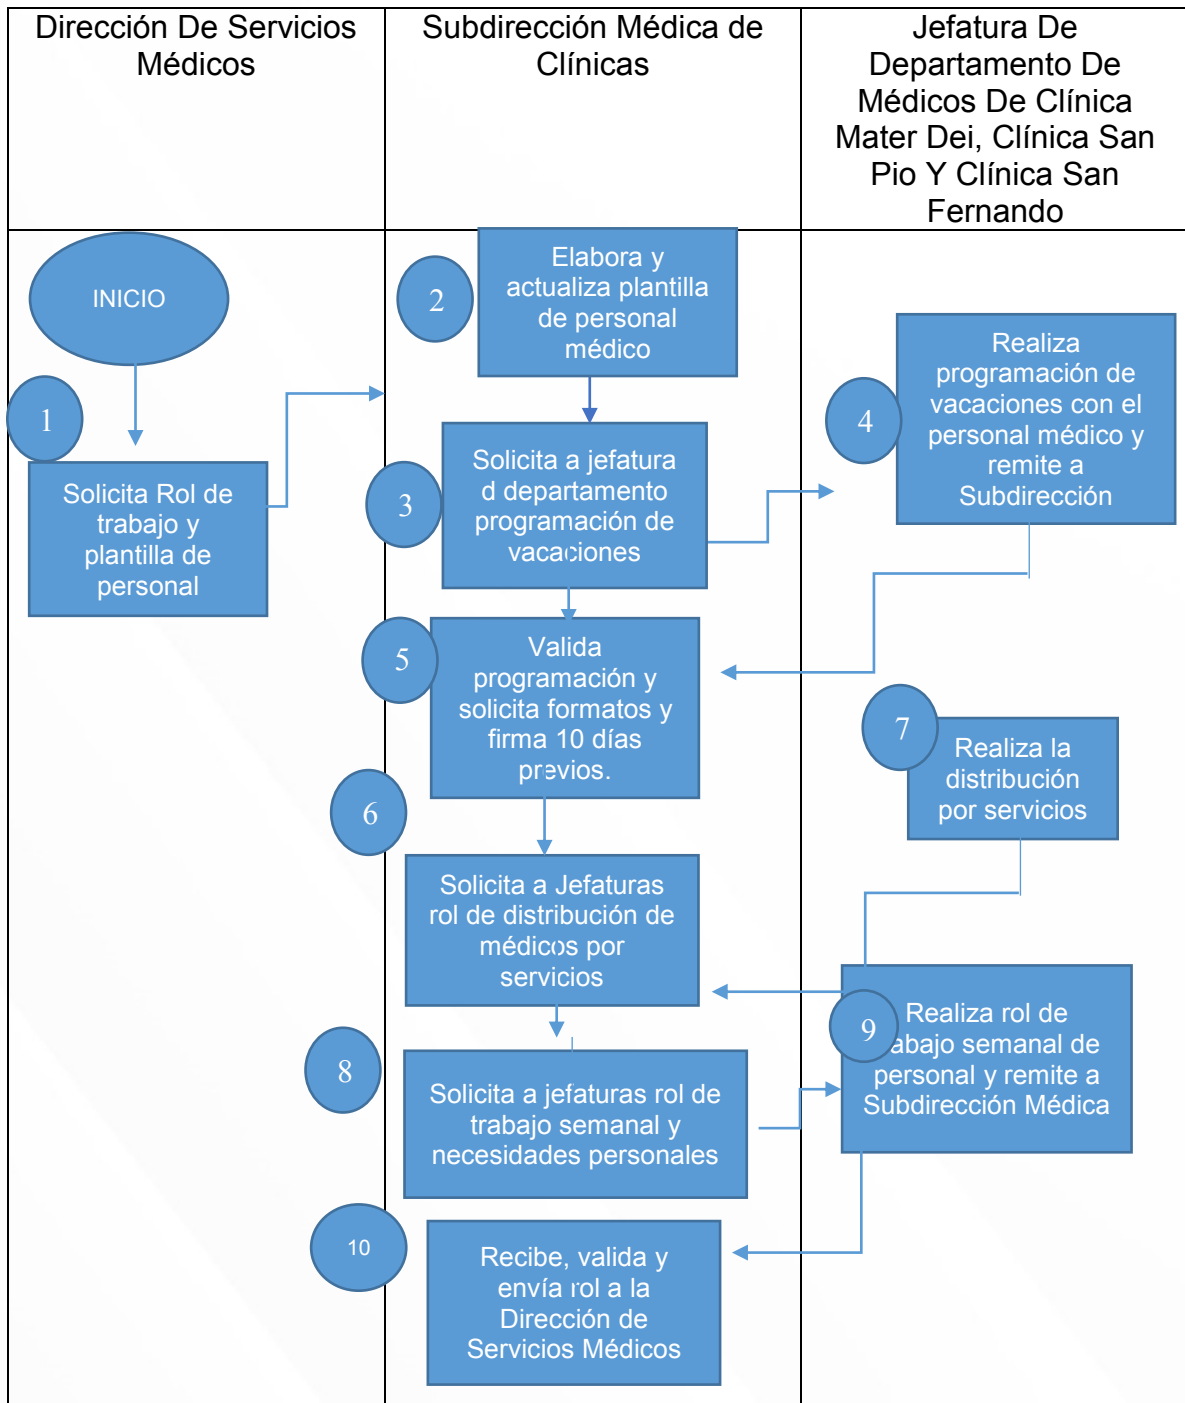 Dirección De Servicios
Médicos
Subdirección Médica de
Clínicas
Jefatura De
Departamento De
Médicos De Clínica
Mater Dei, Clínica San
Pio Y Clínica San
Fernando
INICIO
1
Solicita Rol de
trabajo y
plantilla de
personal
2
Elabora y
actualiza plantilla
de personal
médico
3
Solicita a jefatura
d departamento
programación de
vacaciones
4
Realiza
programación de
vacaciones con el
personal médico y
remite a
Subdirección
5
Valida
programación y
solicita formatos y
firma 10 días
previos.
6
Solicita a Jefaturas
rol de distribución de
médicos por
servicios
7
Realiza la
distribución
por servicios
8
Solicita a jefaturas rol de
trabajo semanal y
necesidades personales
9
Realiza rol de
trabajo semanal de
personal y remite a
Subdirección Médica
10
Recibe, valida y
envía rol a la
Dirección de
Servicios Médicos